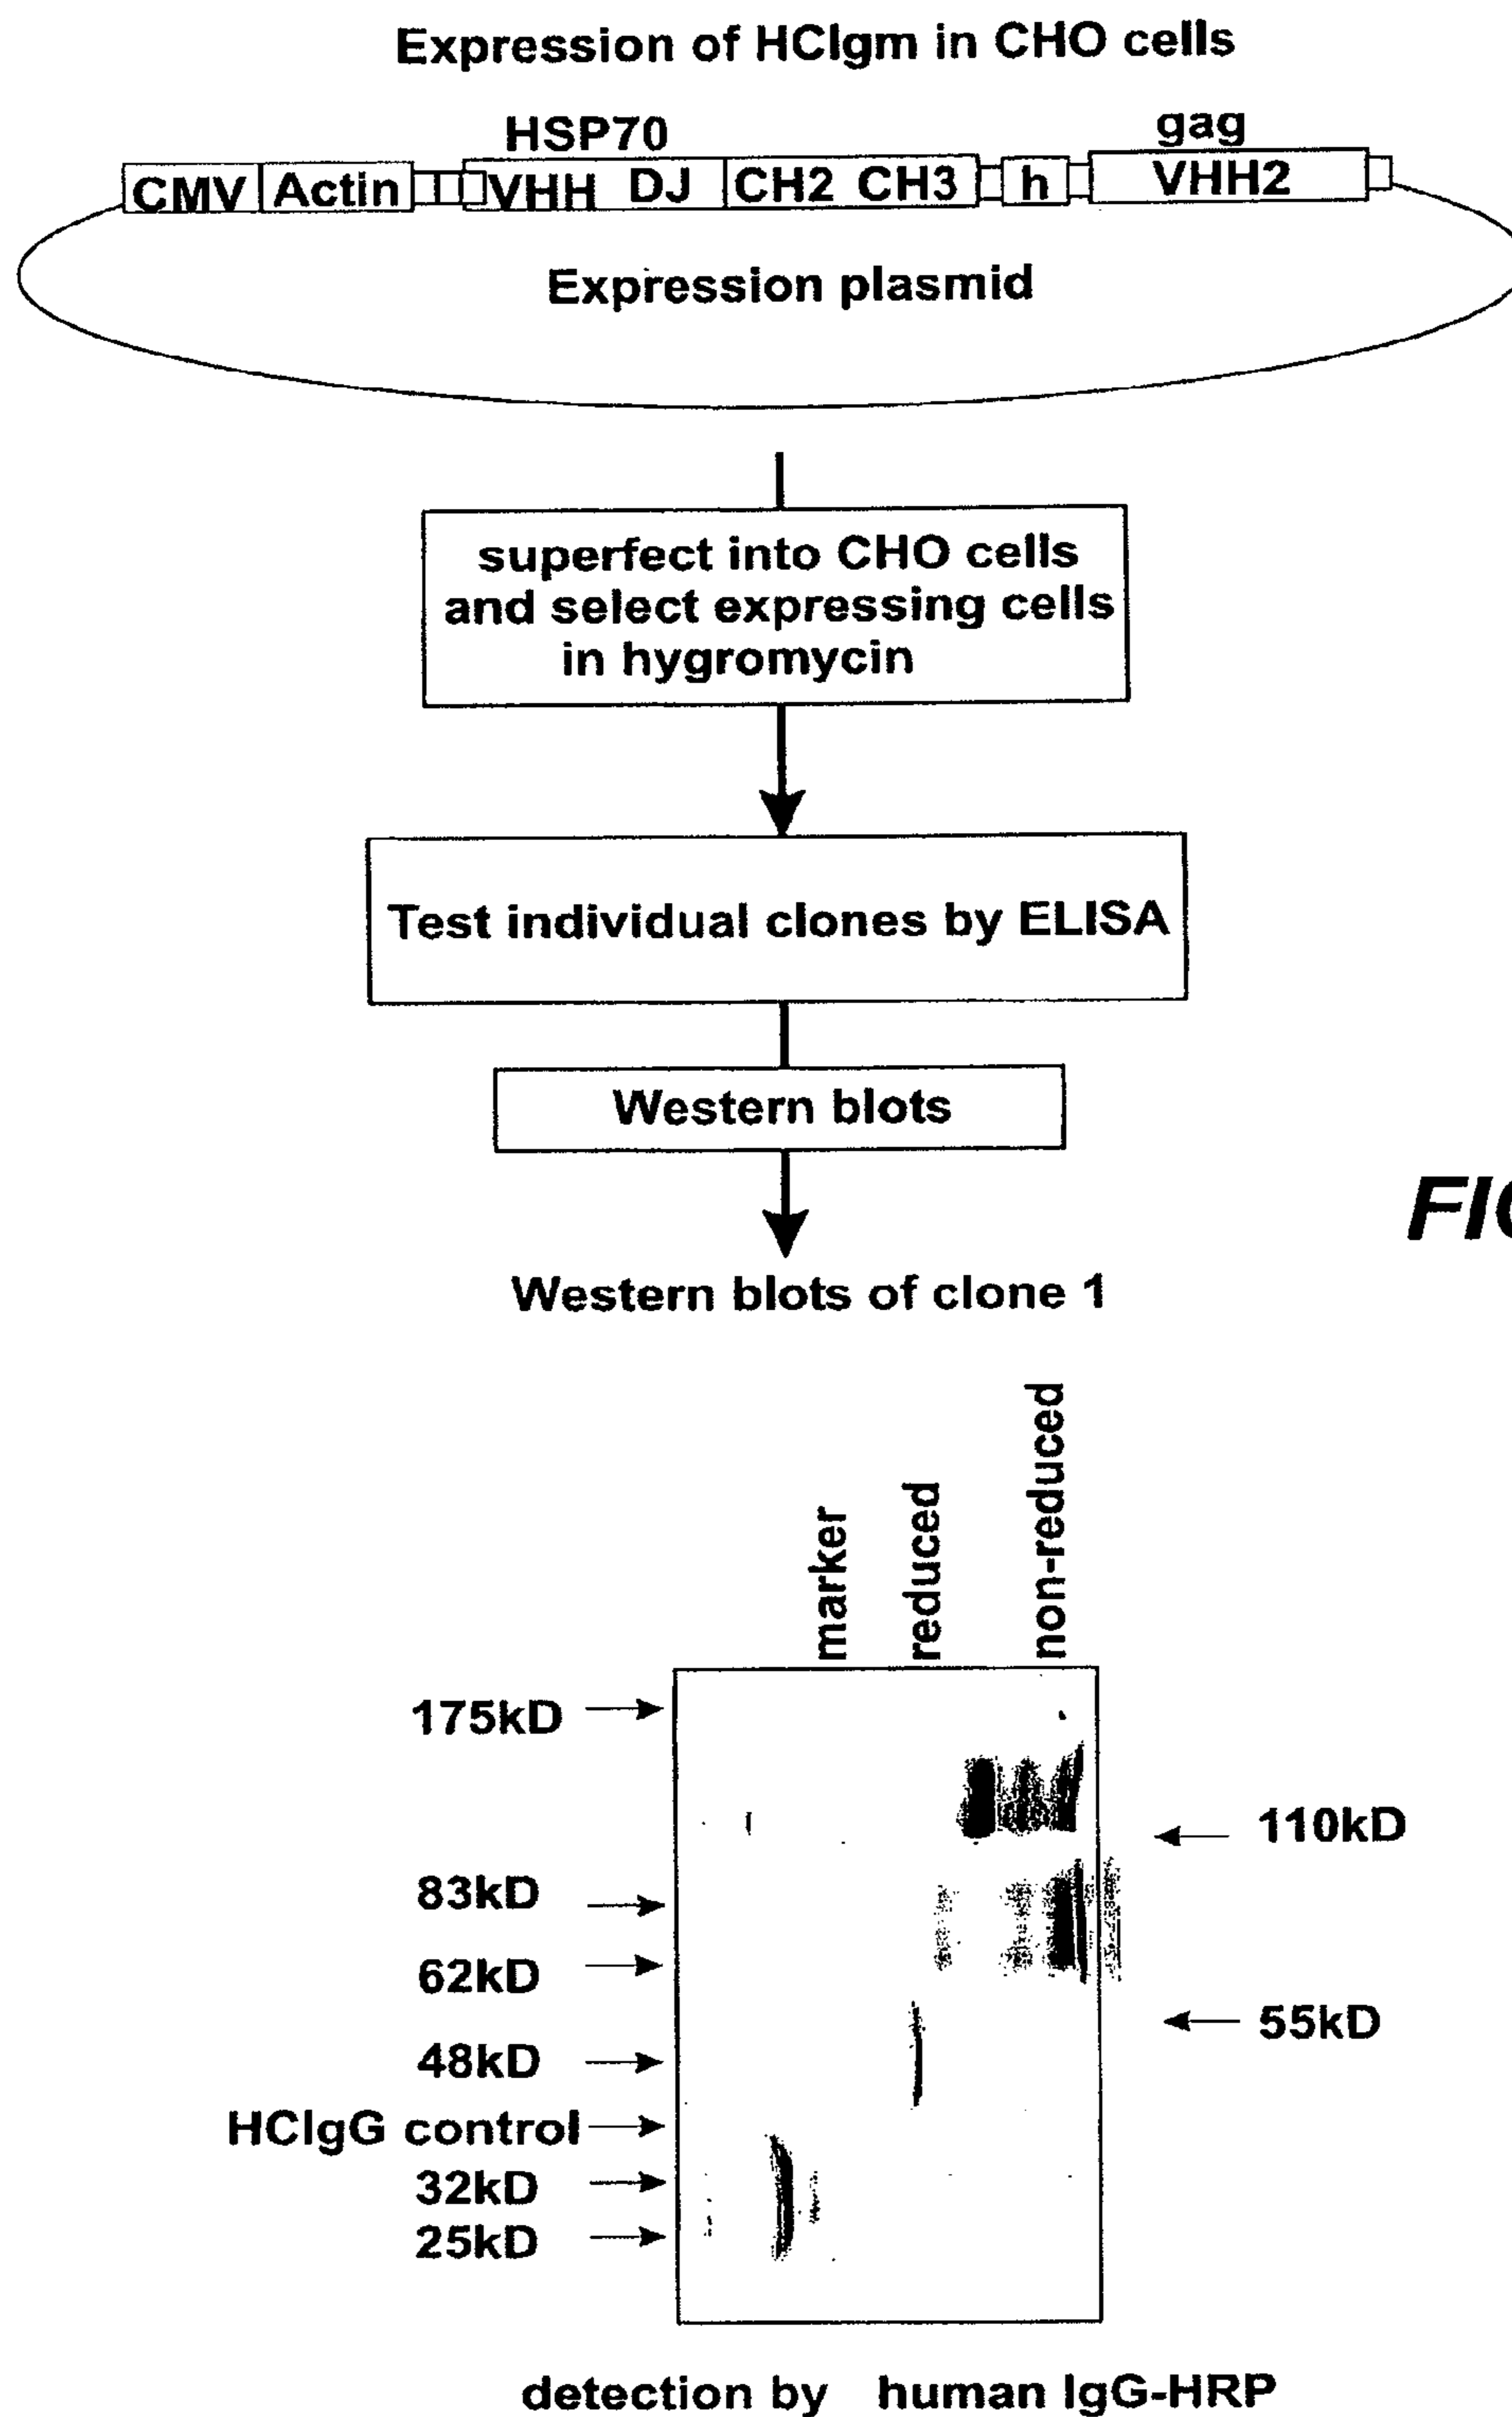 Expression of HCIgm in CHO cells
HSP70
gag
CMV Actin VHH DJ CH2 CH3 h VHH2
Expression plasmid
superfect into CHO cells
and select expressing cells
in hygromycin
Test individual clones by ELISA
Western blots
FI
Western blots of clone 1
marker
reduced
non-reduced
175kD
110kD
83kD
62kD
55kD
48kD
HCIgG control
32kD
25kD
detection by human IgG-HRP